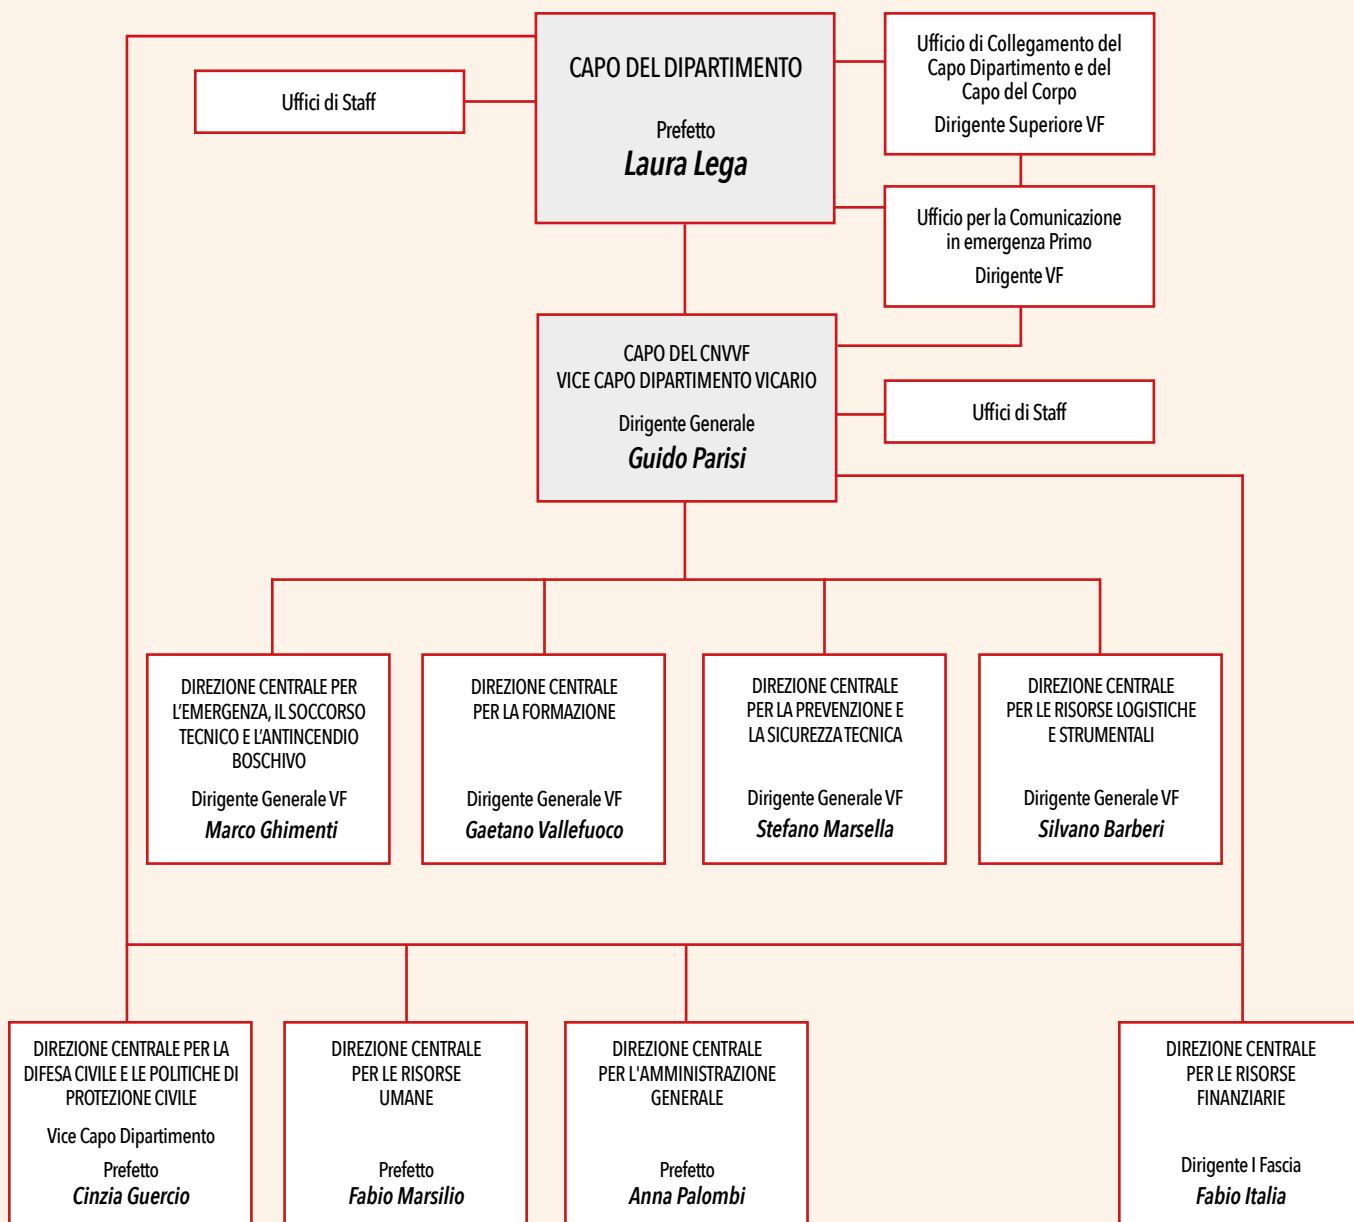 CAPO DEL DIPARTIMENTO
Prefetto
Laura Lega
Uffici di Staff
Ufficio di Collegamento del
Capo Dipartimento e del
Capo del Corpo
Dirigente Superiore VF
Ufficio per la Comunicazione
in emergenza Primo
Dirigente VF
CAPO DEL CNVVF
VICE CAPO DIPARTIMENTO VICARIO
Dirigente Generale
Guido Parisi
Uffici di Staff
DIREZIONE CENTRALE PER
L'EMERGENZA, IL SOCCORSO
TECNICO E L'ANTINCENDIO
BOSCHIVO
Dirigente Generale VF
Marco Ghimenti
DIREZIONE CENTRALE
PER LA FORMAZIONE
Dirigente Generale VF
Gaetano Vallefuoco
DIREZIONE CENTRALE
PER LA PREVENZIONE E
LA SICUREZZA TECNICA
Dirigente Generale VF
Stefano Marsella
DIREZIONE CENTRALE
PER LE RISORSE LOGISTICHE
E STRUMENTALI
Dirigente Generale VF
Silvano Barberi
DIREZIONE CENTRALE PER LA
DIFESA CIVILE E LE POLITICHE DI
PROTEZIONE CIVILE
Vice Capo Dipartimento
Prefetto
Cinzia Guercio
DIREZIONE CENTRALE
PER LE RISORSE
UMANE
Prefetto
Fabio Marsilio
DIREZIONE CENTRALE
PER L'AMMINISTRAZIONE
GENERALE
Prefetto
Anna Palombi
DIREZIONE CENTRALE
PER LE RISORSE
FINANZIARIE
Dirigente I Fascia
Fabio Italia